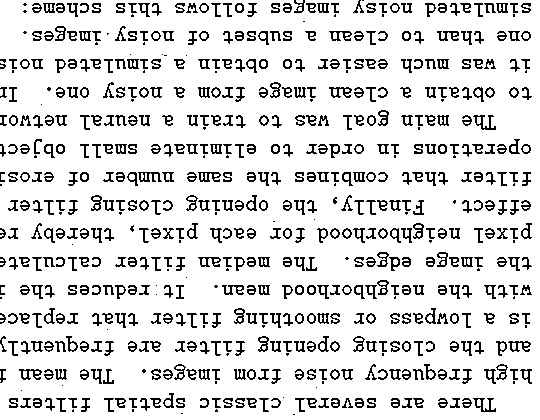 There are several classic spatial filters
high frequency noise from images. The mean f
and the closing opening filter are frequently
is a lowpass or smoothing filter that replace
with the neighborhood mean. It reduces the i
the image edges. The median filter calculate
pixel neighborhood for each pixel, thereby re
effect. Finally, the opening closing filter
filter that combines the same number of erosi
operations in order to eliminate small object
The main goal was to train a neural networ
to obtain a clean image from a noisy one. In
it was much easier to obtain a simulated nois
one than to clean a subset of noisy images.
simulated noisy images follows this scheme: